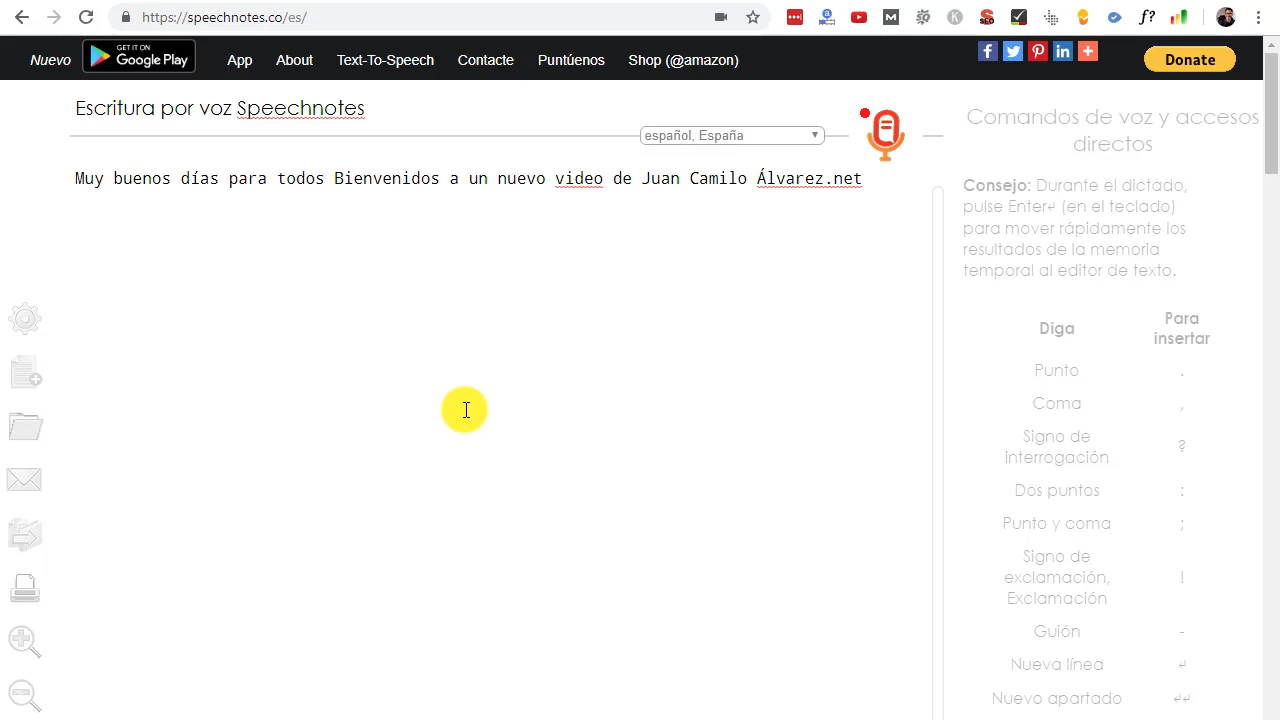 https://speechnotes.co/es/
Nuevo GET IT ON Google Play App About T-To-Speech Contacte Puntúenos Shop (@amazon) Donate
Escritura por voz Speechnotes
español, España
Muy buenos días para todos Bienvenidos a un nuevo video de Juan Camilo Álvarez.net
Comandos de voz y accesos
directos
Consejo: Durante el dictado,
pulse Enter↵ (en el teclado)
para mover rápidamente los
resultados de la memoria
temporal al editor de texto.
Diga Para
insertar
Punto .
Coma ,
Signo de
interrogación ?
Dos puntos :
Punto y coma ;
Signo de
exclamación, !
Exclamación
Guión -
Nueva línea ↵
Nuevo apartado ↵↵